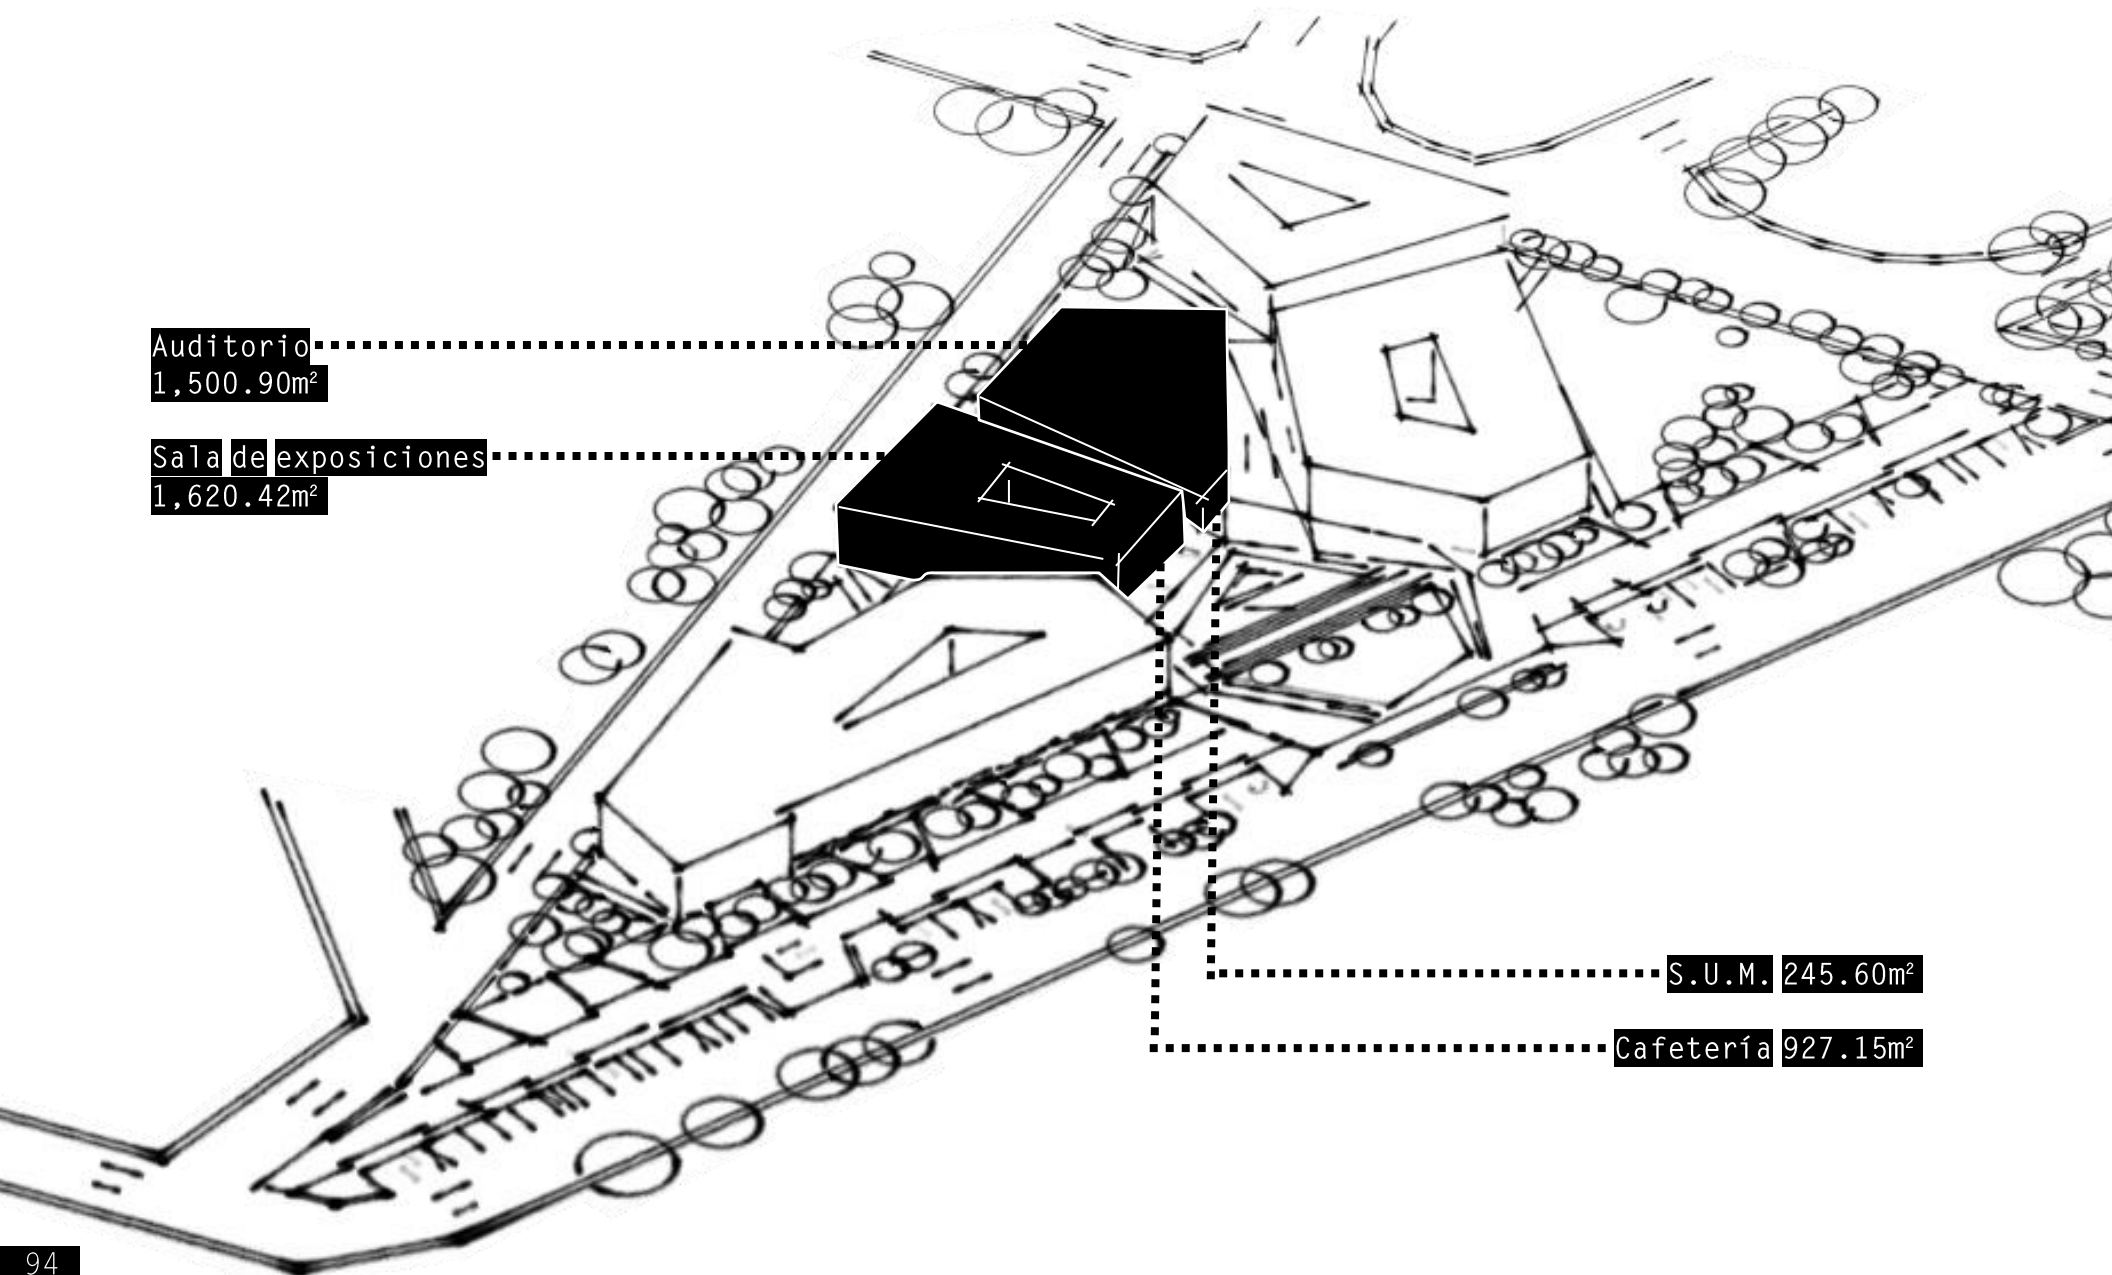 Auditorio
1,500.90m²
Sala de exposiciones
1,620.42m²
S.U.M. 245.60m²
Cafetería 927.15m²
94